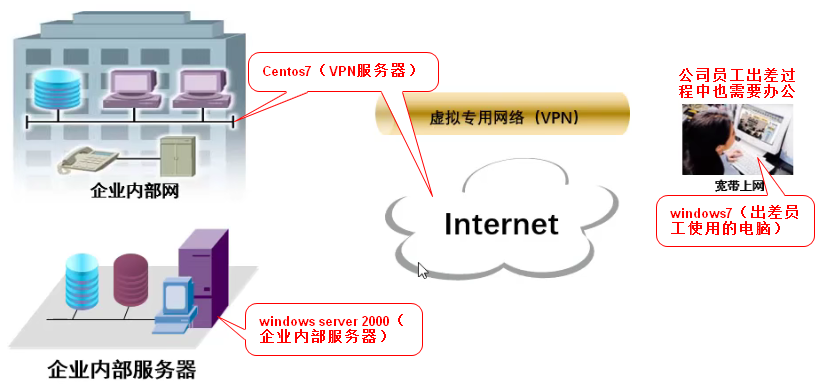 Centos7（VPN服务器）
公司员工出差过
程中也需要办公
虚拟专用网络（VPN）
企业内部网
宽带上网
windows7（出差员
工使用的电脑）
Internet
windows server 2000（
企业内部服务器）
企业内部服务器